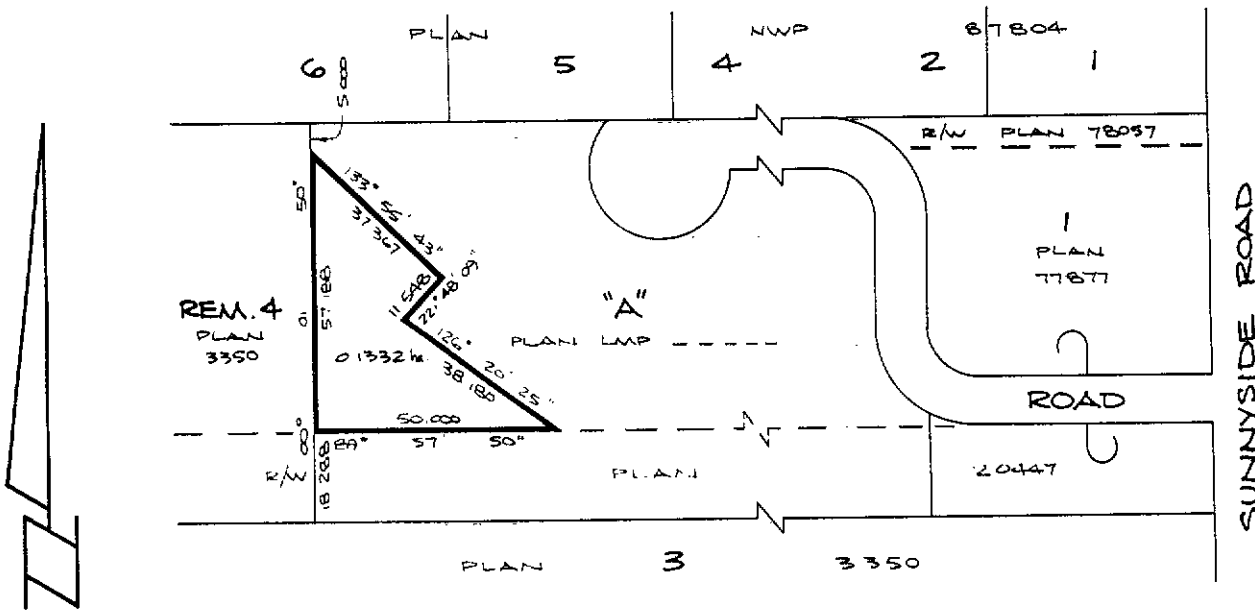 PLAN NWP 87804
6 5 4 2 1
5.00
R/W PLAN 78057
133° 55' 43"
37.367
50"
1
PLAN
77877
SUNNYSIDE ROAD
REM. 4
PLAN
3350
57.188
10'
11.548
22° 48' 09"
"A"
PLAN LMP
0.1332 ha.
126° 20' 25"
38.180
50.000
ROAD
0°
89° 57' 50"
R/W PLAN 20447
18.288
PLAN 3 3350